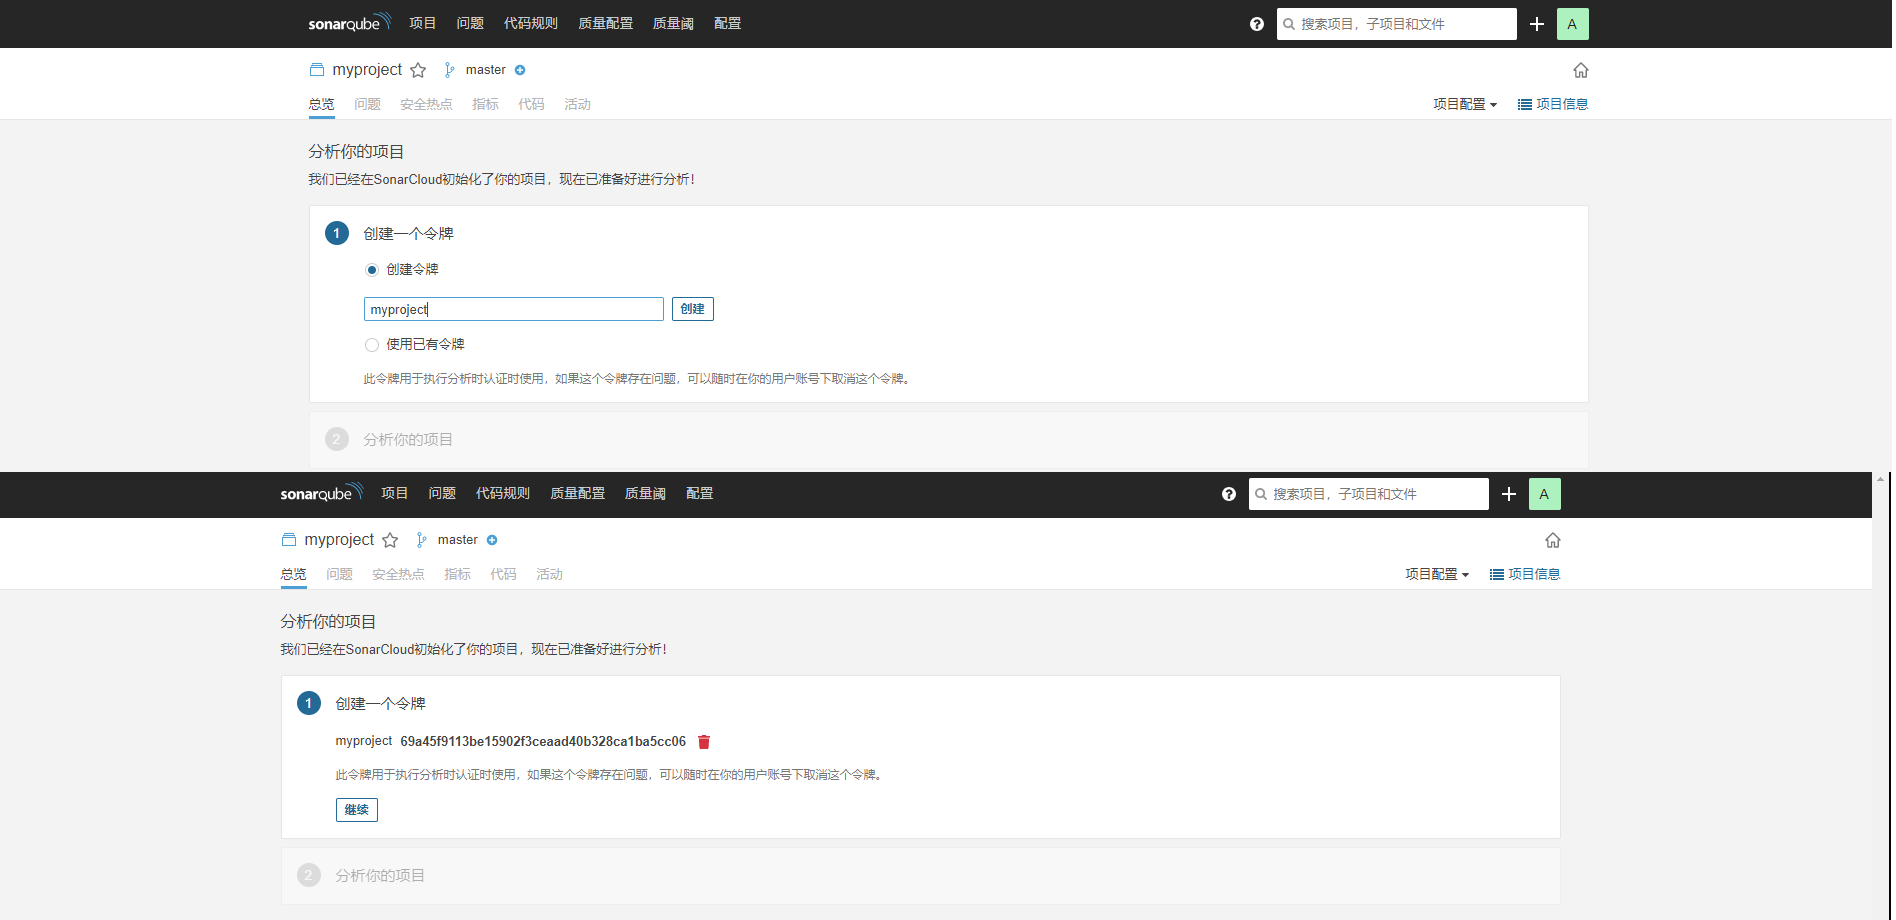 sonarqube 项目 问题 代码规则 质量配置 质量阈 配置 ? 搜索项目，子项目和文件 + A
myproject master
总览 问题 安全热点 指标 代码 活动 项目配置 项目信息
分析你的项目
我们已经在SonarCloud初始化了你的项目，现在已准备好进行分析！
1 创建一个令牌
创建令牌
myproject 创建
使用已有令牌
此令牌用于执行分析时认证时使用，如果这个令牌存在问题，可以随时在你的用户账号下取消这个令牌。
2 分析你的项目
sonarqube 项目 问题 代码规则 质量配置 质量阈 配置 ? 搜索项目，子项目和文件 + A
myproject master
总览 问题 安全热点 指标 代码 活动 项目配置 项目信息
分析你的项目
我们已经在SonarCloud初始化了你的项目，现在已准备好进行分析！
1 创建一个令牌
myproject 69a45f9113be15902f3ceaad40b328ca1ba5cc06
此令牌用于执行分析时认证时使用，如果这个令牌存在问题，可以随时在你的用户账号下取消这个令牌。
继续
2 分析你的项目